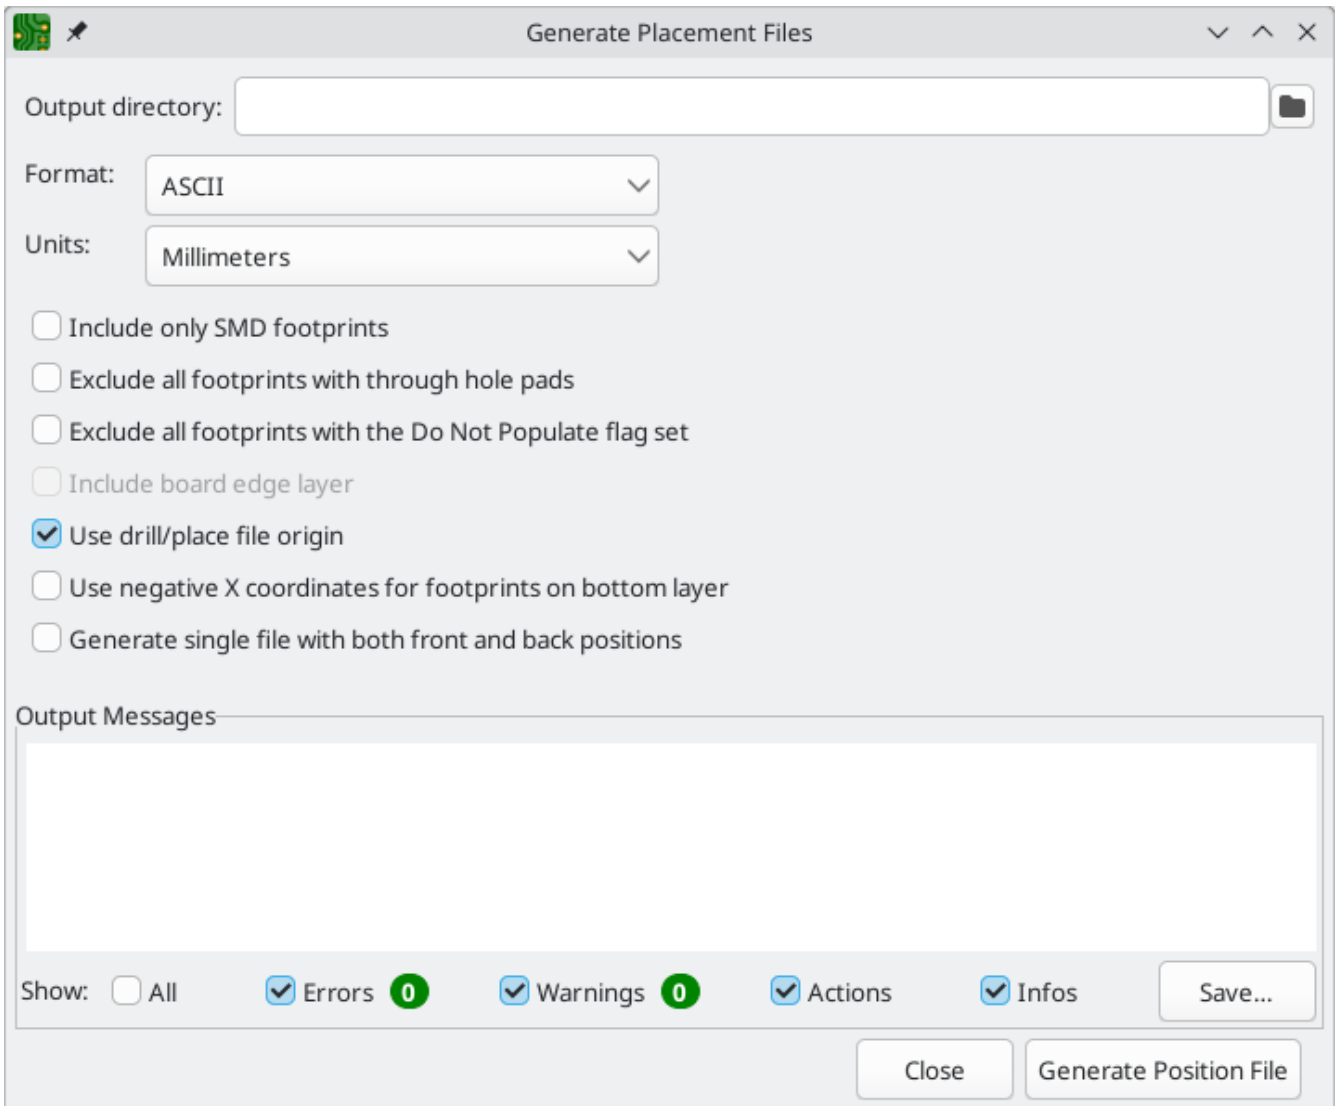 Generate Placement Files
Output directory:
Format:
ASCII
Units:
Millimeters
Include only SMD footprints
Exclude all footprints with through hole pads
Exclude all footprints with the Do Not Populate flag set
Include board edge layer
Use drill/place file origin
Use negative X coordinates for footprints on bottom layer
Generate single file with both front and back positions
Output Messages
Show: All Errors 0 Warnings 0 Actions Infos Save...
Close Generate Position File